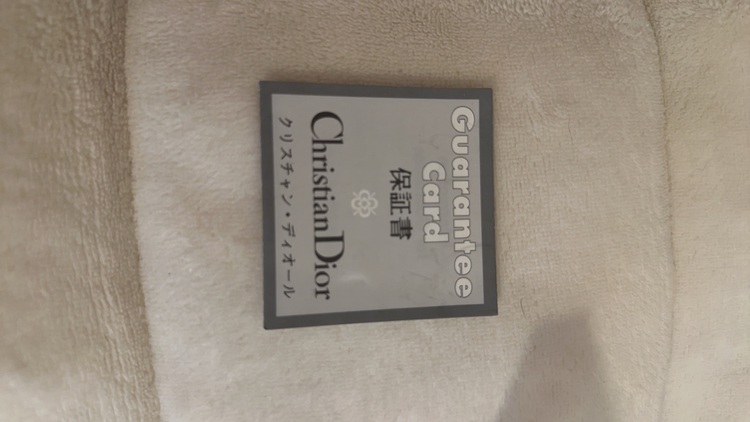 Guarantee
Card
保証書
ChristianDior
クリスチャン・ディオール